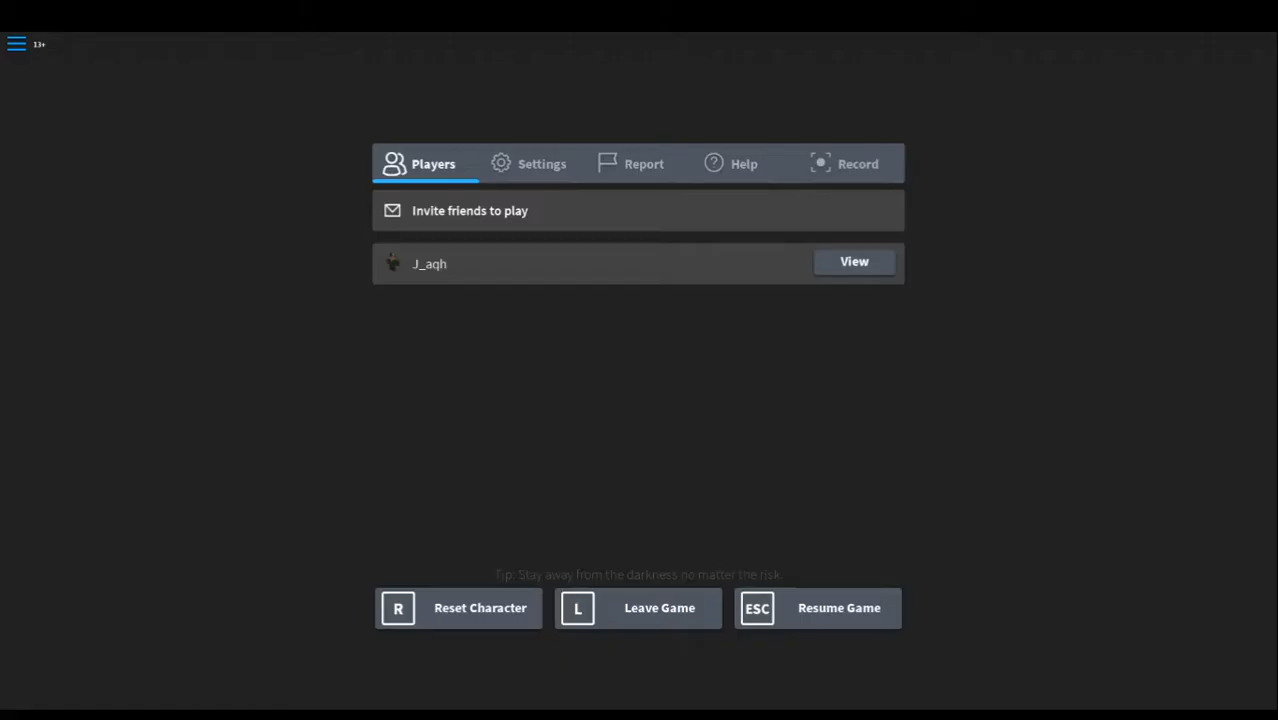 13+
Players Settings Report Help Record
Invite friends to play
J_aqh View
Tip: Stay away from the darkness no matter the risk.
R Reset Character L Leave Game ESC Resume Game